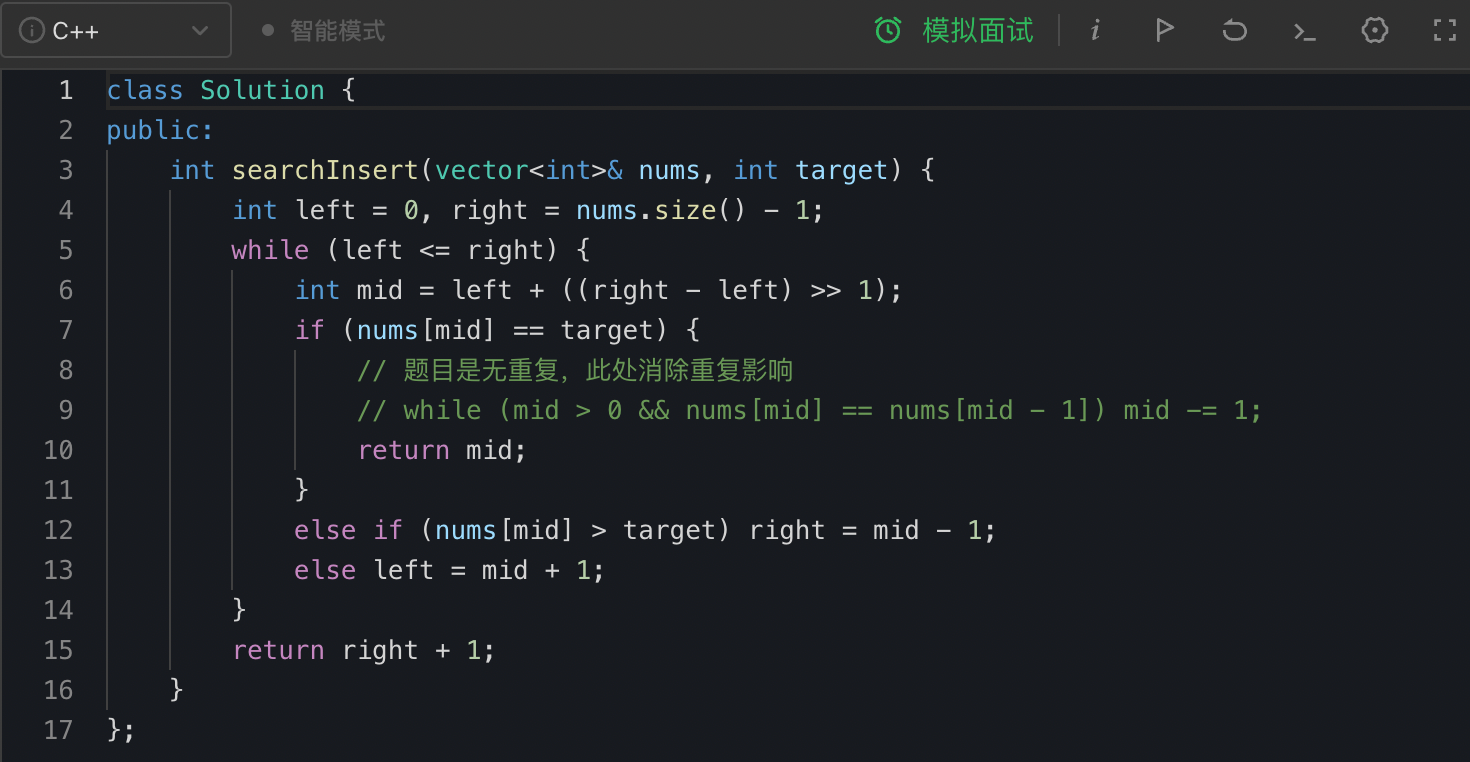 C++ 智能模式 模拟面试
1 class Solution {
2 public:
3     int searchInsert(vector<int>& nums, int target) {
4         int left = 0, right = nums.size() - 1;
5         while (left <= right) {
6             int mid = left + ((right - left) >> 1);
7             if (nums[mid] == target) {
8                 // 题目是无重复，此处消除重复影响
9                 // while (mid > 0 && nums[mid] == nums[mid - 1]) mid -= 1;
10                 return mid;
11             }
12             else if (nums[mid] > target) right = mid - 1;
13             else left = mid + 1;
14         }
15         return right + 1;
16     }
17 };